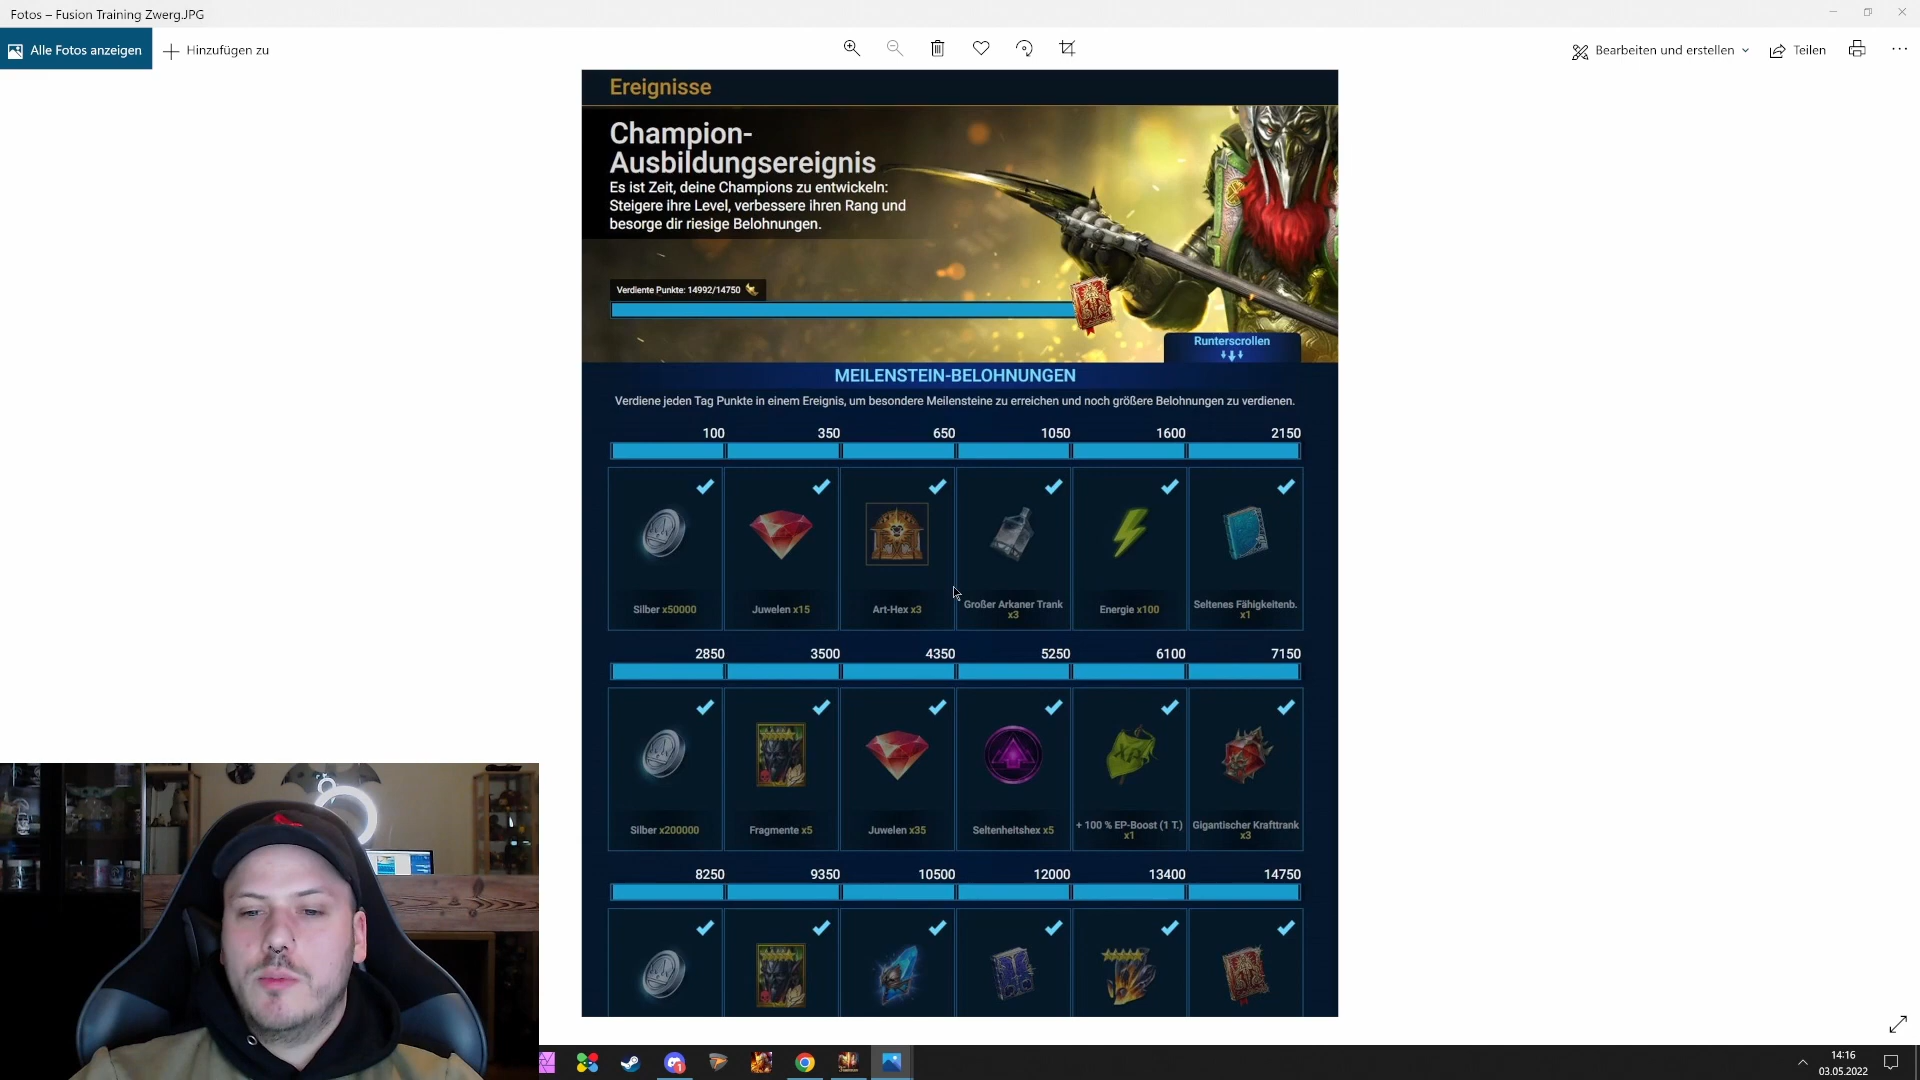 Fotos – Fusion Training Zwerg.JPG
Alle Fotos anzeigen
Hinzufügen zu
Bearbeiten und erstellen
Teilen
Ereignisse
Champion-
Ausbildungsereignis
Es ist Zeit, deine Champions zu entwickeln:
Steigere ihre Level, verbessere ihren Rang und
besorge dir riesige Belohnungen.
Verdiente Punkte: 14992/14750
Runterscrollen
MEILENSTEIN-BELOHNUNGEN
Verdiene jeden Tag Punkte in einem Ereignis, um besondere Meilensteine zu erreichen und noch größere Belohnungen zu verdienen.
100 350 650 1050 1600 2150
Silber x50000
Juwelen x15
Art-Hex x3
Großer Arkaner Trank
x3
Energie x100
Seltenes Fähigkeitenb.
x1
2850 3500 4350 5250 6100 7150
XP
Silber x200000
Fragmente x5
Juwelen x35
Seltenheitshex x5
+ 100 % EP-Boost (1 T.)
x1
Gigantischer Krafttrank
x3
8250 9350 10500 12000 13400 14750
1
14:16
03.05.2022